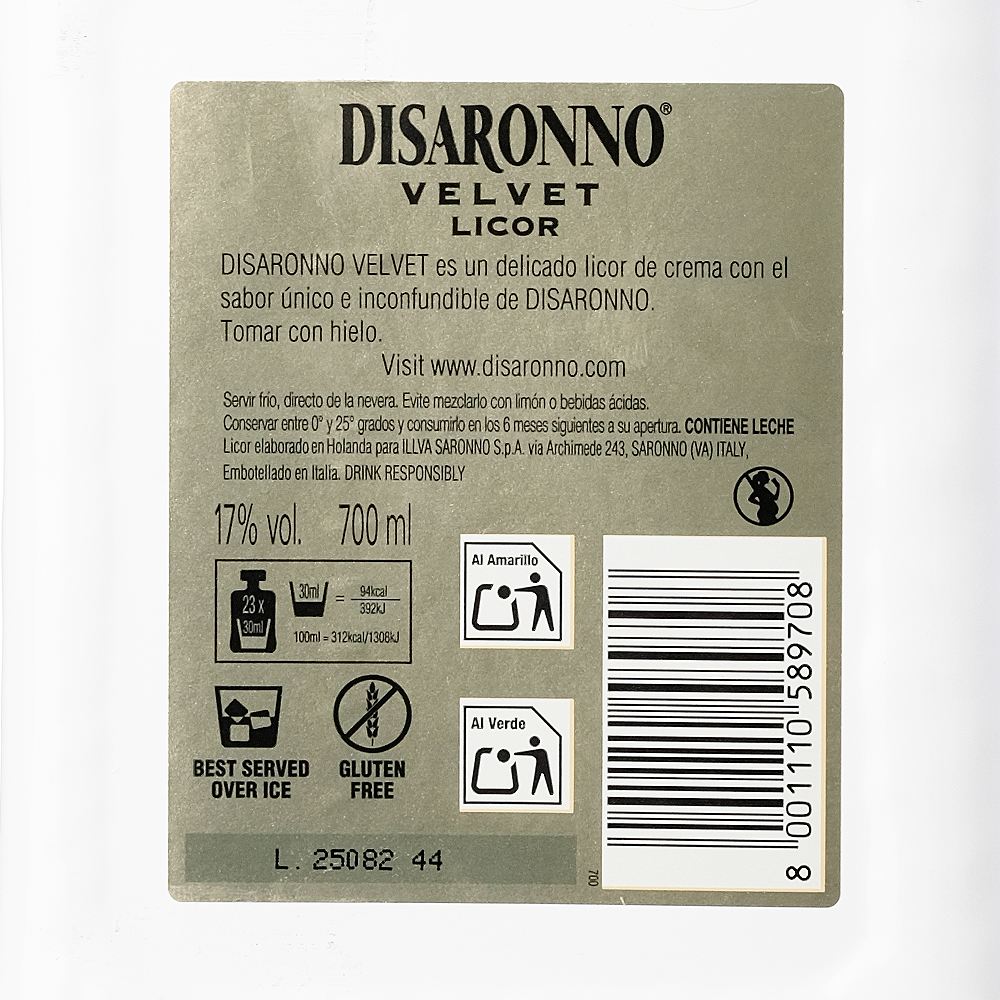 DISARONNO®
VELVET
LICOR
DISARONNO VELVET es un delicado licor de crema con el
sabor único e inconfundible de DISARONNO.
Tomar con hielo.
Visit www.disaronno.com
Servir frío, directo de la nevera. Evite mezclarlo con limón o bebidas ácidas.
Conservar entre 0° y 25° grados y consumirlo en los 6 meses siguientes a su apertura. CONTIENE LECHE
Licor elaborado en Holanda para ILLVA SARONNO S.p.A. via Archimede 243, SARONNO (VA) ITALY,
Embotellado en Italia. DRINK RESPONSIBLY
17% vol. 700 ml
23 x
30ml
30ml = 94kcal
392kJ
100ml = 312kcal/1308kJ
Al Amarillo
Al Verde
BEST SERVED
OVER ICE
GLUTEN
FREE
L. 25082 44
700
8 001110 589708